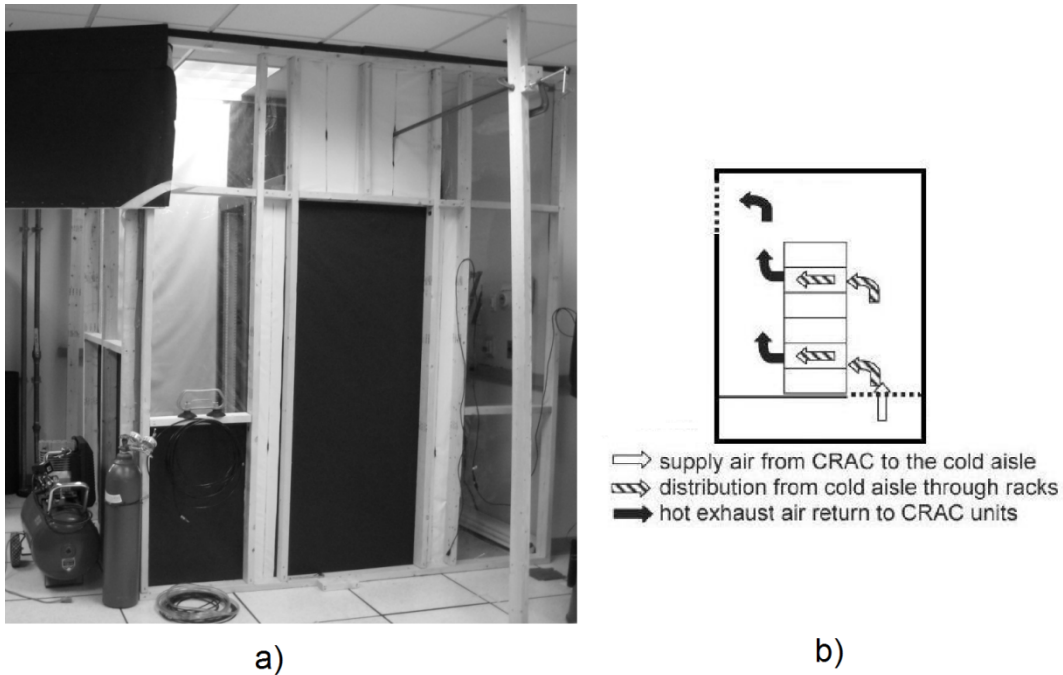 supply air from CRAC to the cold aisle
distribution from cold aisle through racks
hot exhaust air return to CRAC units
a)
b)